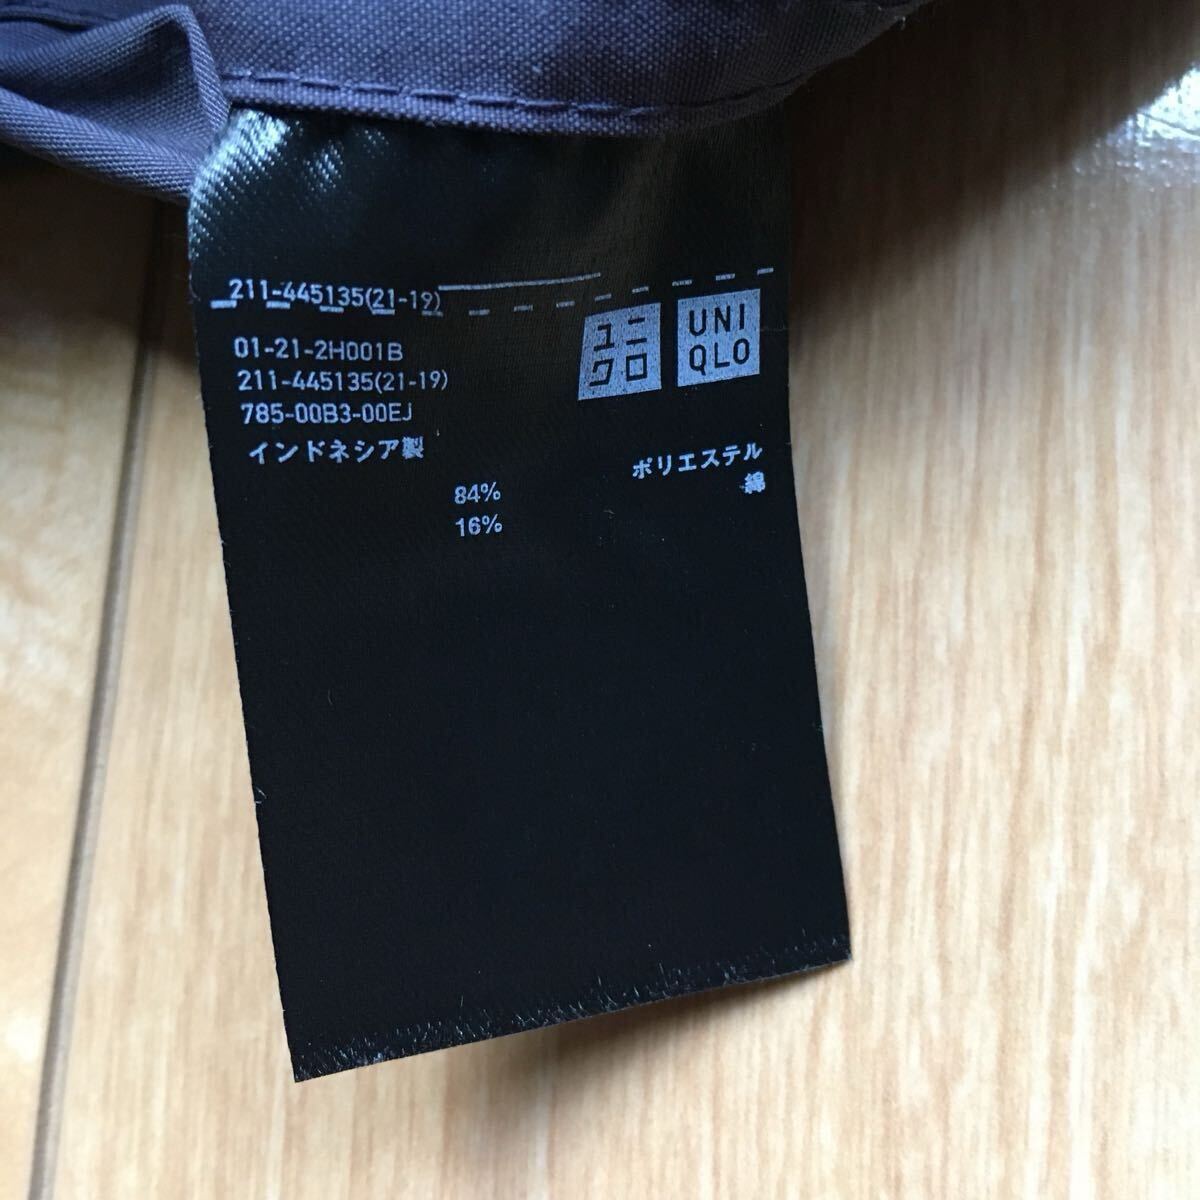 211-445135(21-19)
ユニクロ
UNIQLO
01-21-2H001B
211-445135(21-19)
785-00B3-00EJ
インドネシア製
ポリエステル 84%
綿 16%